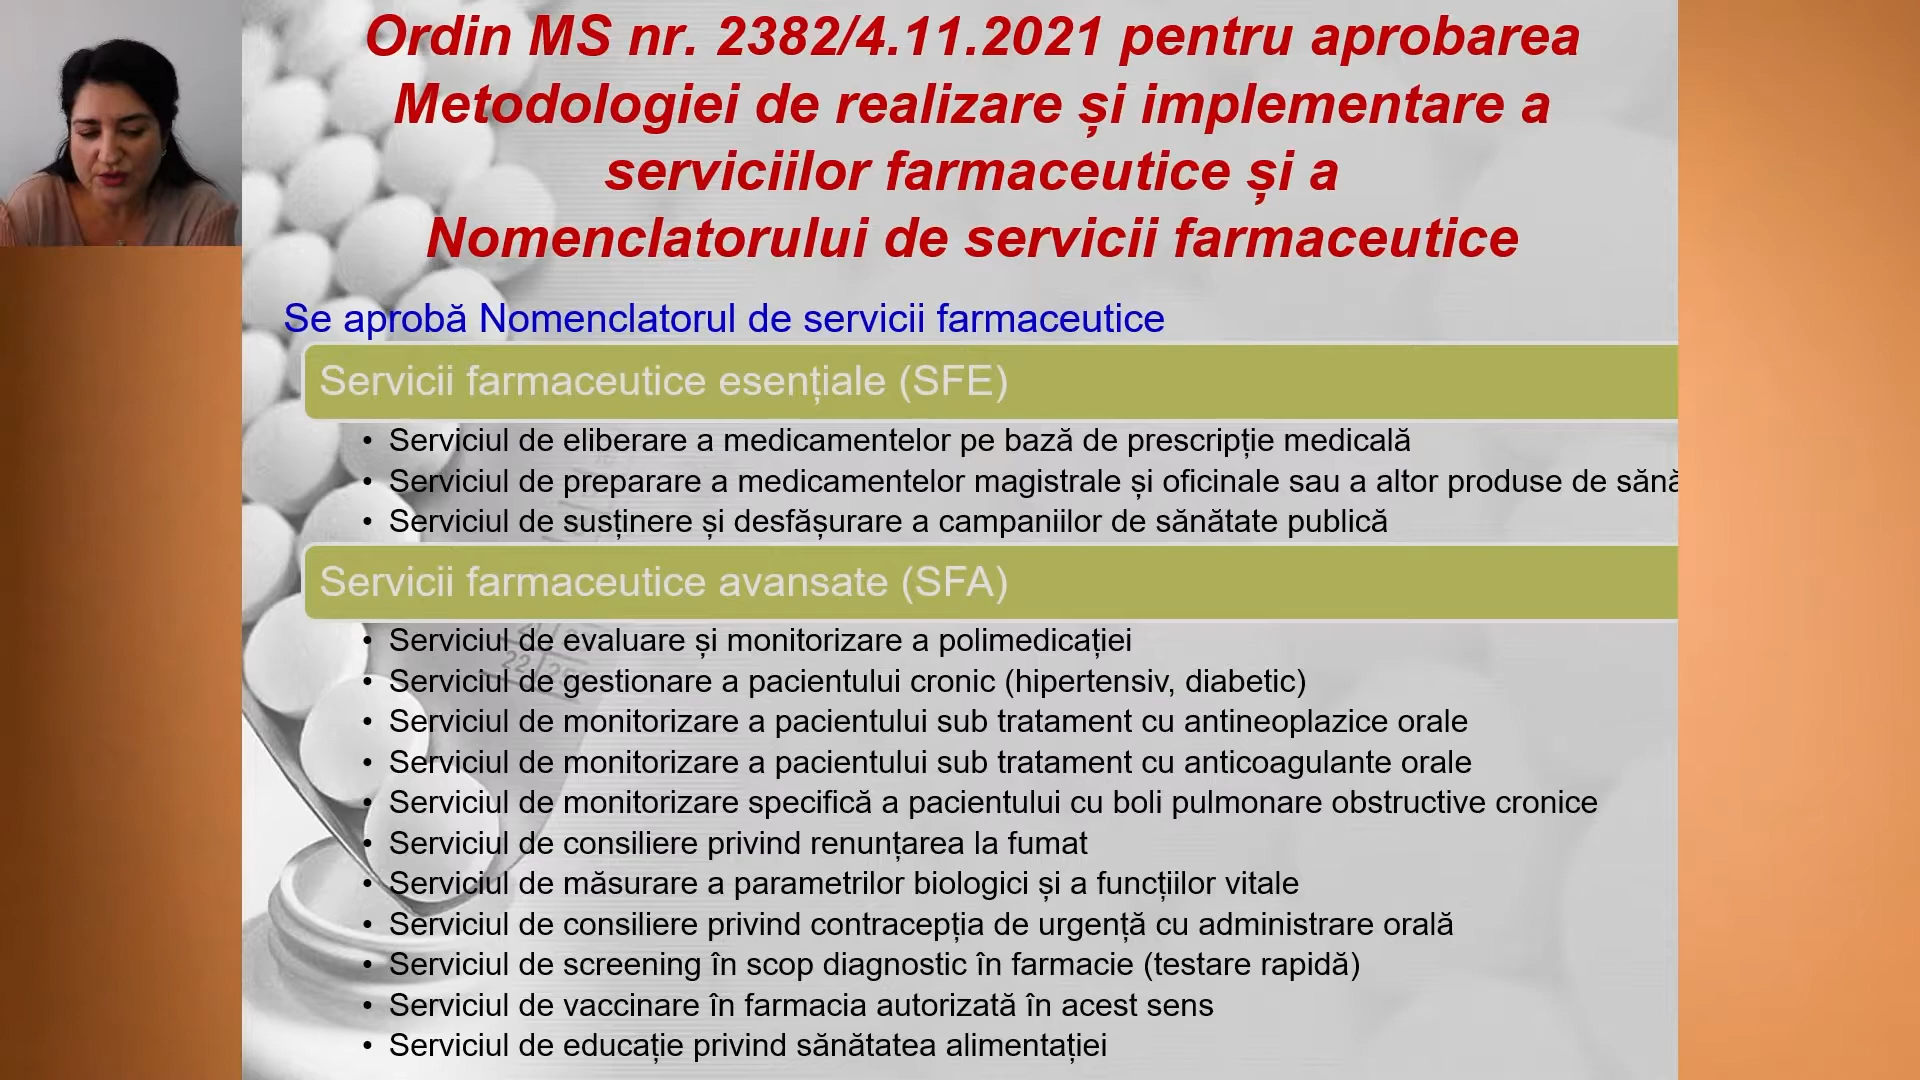 Ordin MS nr. 2382/4.11.2021 pentru aprobarea
Metodologiei de realizare și implementare a
serviciilor farmaceutice și a
Nomenclatorului de servicii farmaceutice
Se aprobă Nomenclatorul de servicii farmaceutice
Servicii farmaceutice esențiale (SFE)
• Serviciul de eliberare a medicamentelor pe bază de prescripție medicală
• Serviciul de preparare a medicamentelor magistrale și oficinale sau a altor produse de sănă
• Serviciul de susținere și desfășurare a campaniilor de sănătate publică
Servicii farmaceutice avansate (SFA)
• Serviciul de evaluare și monitorizare a polimedicației
• Serviciul de gestionare a pacientului cronic (hipertensiv, diabetic)
• Serviciul de monitorizare a pacientului sub tratament cu antineoplazice orale
• Serviciul de monitorizare a pacientului sub tratament cu anticoagulante orale
• Serviciul de monitorizare specifică a pacientului cu boli pulmonare obstructive cronice
• Serviciul de consiliere privind renunțarea la fumat
• Serviciul de măsurare a parametrilor biologici și a funcțiilor vitale
• Serviciul de consiliere privind contracepția de urgență cu administrare orală
• Serviciul de screening în scop diagnostic în farmacie (testare rapidă)
• Serviciul de vaccinare în farmacia autorizată în acest sens
• Serviciul de educație privind sănătatea alimentației